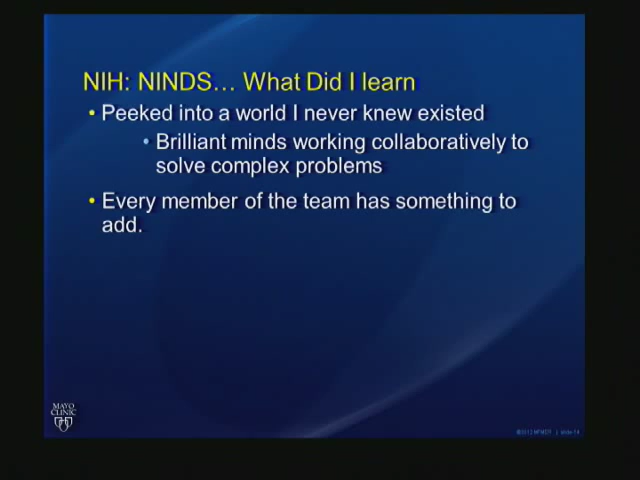 NIH: NINDS... What Did I learn
• Peeked into a world I never knew existed
• Brilliant minds working collaboratively to
solve complex problems
• Every member of the team has something to
add.
MAYO
CLINIC